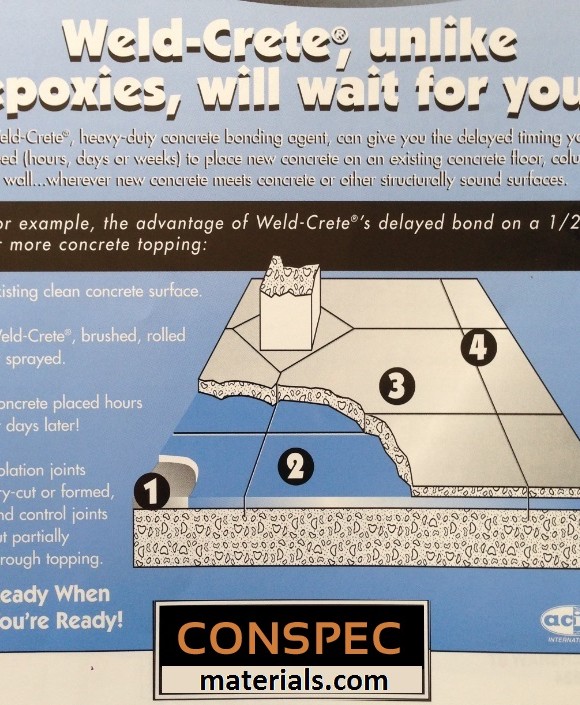 Weld-Crete®, unlike
epoxies, will wait for you
Weld-Crete®, heavy-duty concrete bonding agent, can give you the delayed timing yo
ed (hours, days or weeks) to place new concrete on an existing concrete floor, colu
wall...wherever new concrete meets concrete or other structurally sound surfaces.
or example, the advantage of Weld-Crete®'s delayed bond on a 1/2
r more concrete topping:
xisting clean concrete surface.
Weld-Crete®, brushed, rolled
sprayed.
oncrete placed hours
r days later!
olation joints
ry-cut or formed,
nd control joints
ut partially
rough topping.
eady When
ou're Ready!
1
2
3
4
aci
INTERNAT
CONSPEC
materials.com